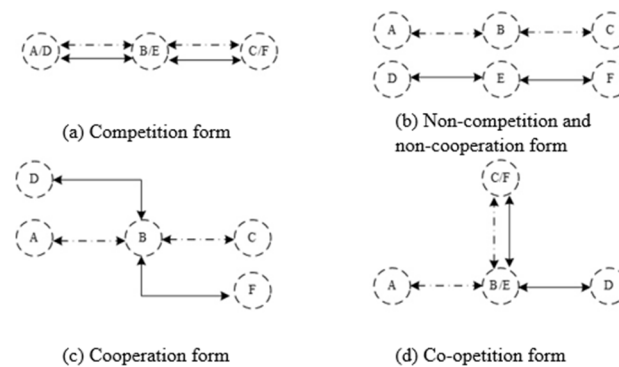 A/D B/E C/F
(a) Competition form
A B C
D E F
(b) Non-competition and
non-cooperation form
D
A B C
F
(c) Cooperation form
C/F
A B/E D
(d) Co-opetition form